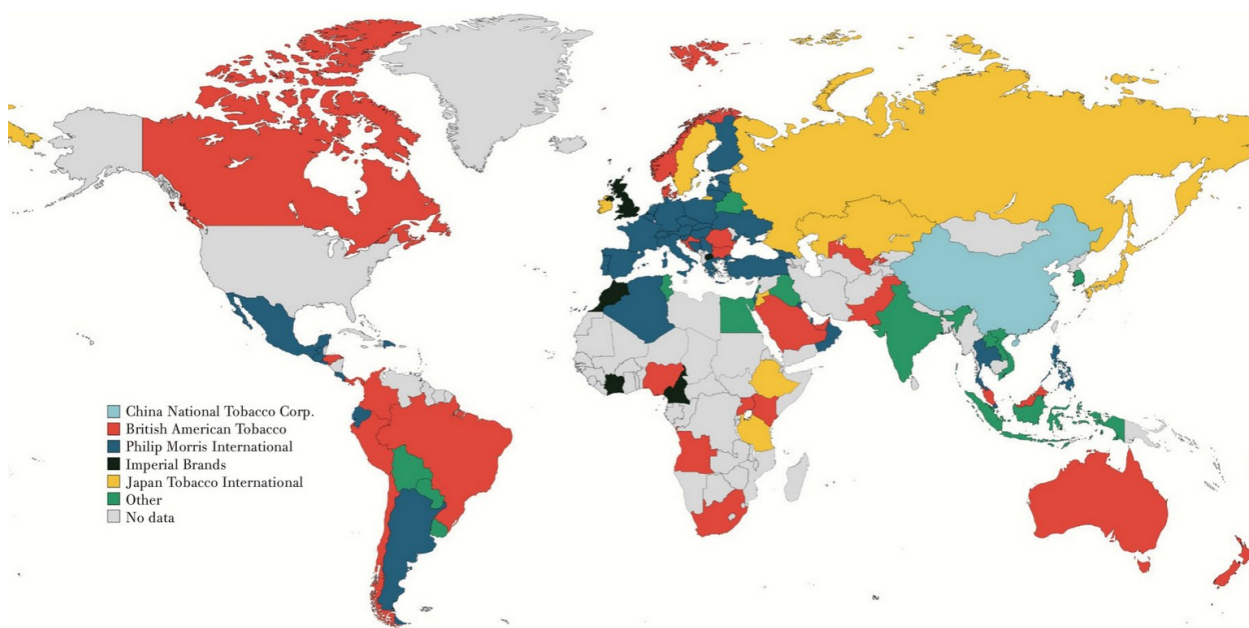 China National Tobacco Corp.
British American Tobacco
Philip Morris International
Imperial Brands
Japan Tobacco International
Other
No data